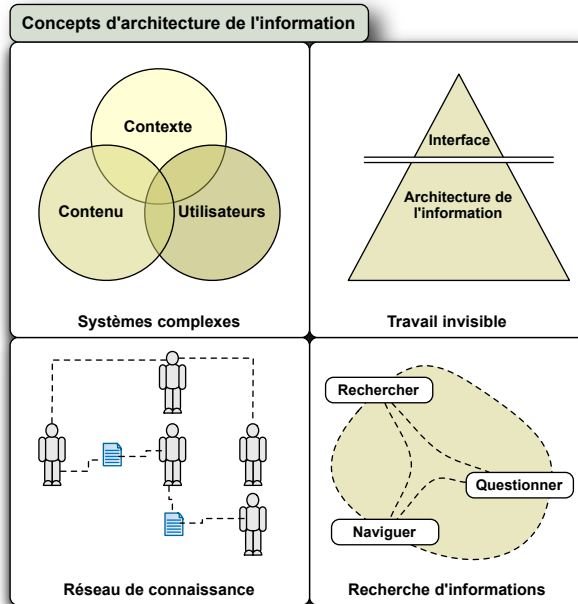 Concepts d'architecture de l'information
Contexte
Contenu
Utilisateurs
Systèmes complexes
Interface
Architecture de
l'information
Travail invisible
Réseau de connaissance
Rechercher
Questionner
Naviguer
Recherche d'informations